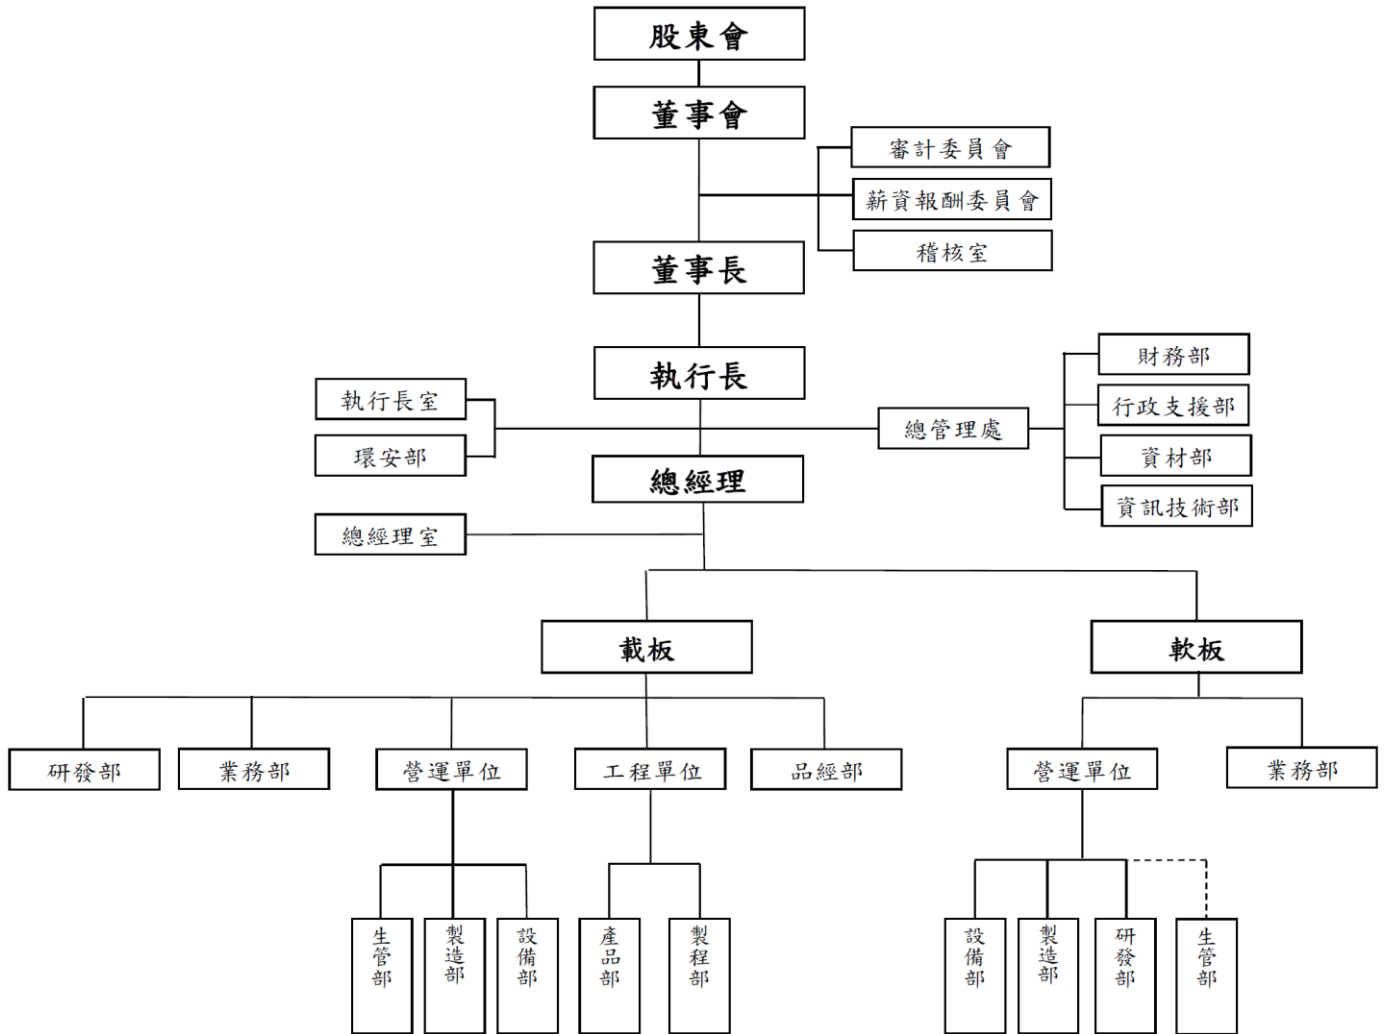 股東會
董事會
審計委員會
薪資報酬委員會
稽核室
董事長
執行長
執行長室
環安部
總管理處
財務部
行政支援部
資材部
資訊技術部
總經理
總經理室
載板
軟板
研發部
業務部
營運單位
工程單位
品經部
營運單位
業務部
生管部
製造部
設備部
產品部
製程部
設備部
製造部
研發部
生管部